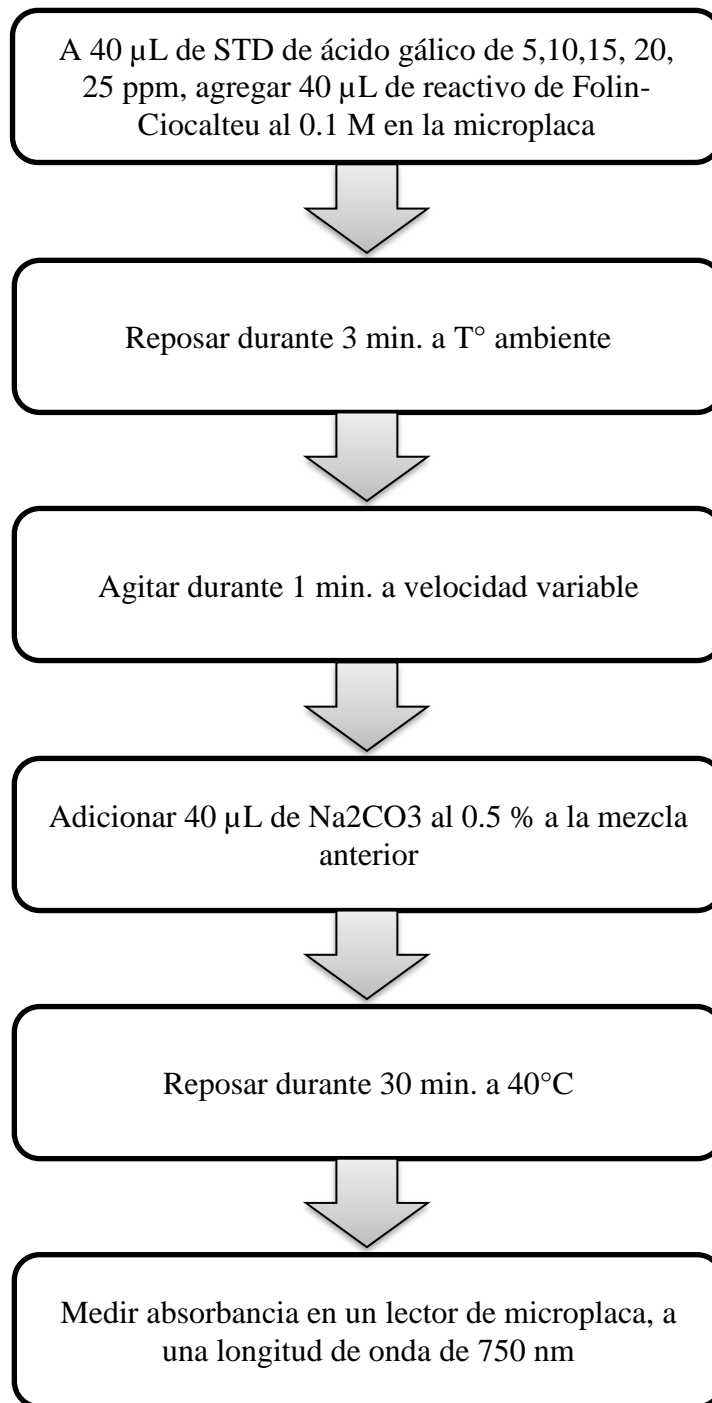 A 40 µL de STD de ácido gálico de 5,10,15, 20,
25 ppm, agregar 40 µL de reactivo de Folin-
Ciocalteu al 0.1 M en la microplaca
Reposar durante 3 min. a T° ambiente
Agitar durante 1 min. a velocidad variable
Adicionar 40 µL de Na2CO3 al 0.5 % a la mezcla
anterior
Reposar durante 30 min. a 40°C
Medir absorbancia en un lector de microplaca, a
una longitud de onda de 750 nm